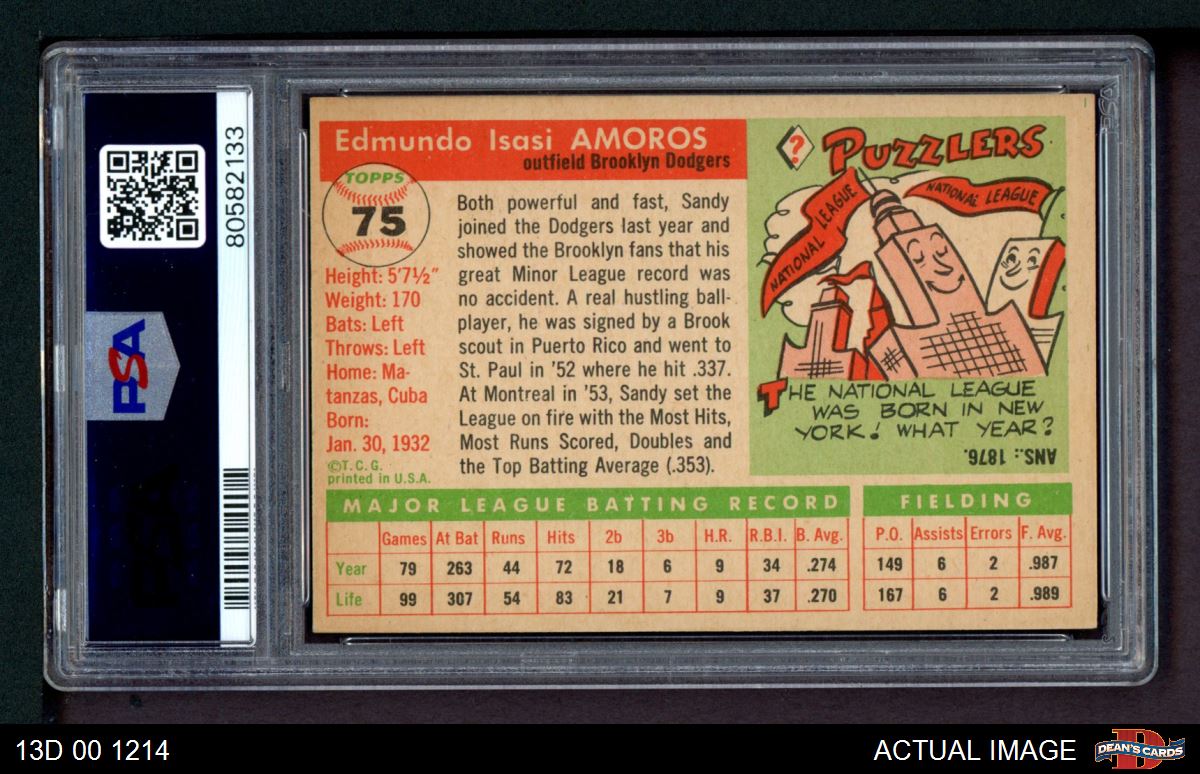 80582133
PSA
Edmundo Isasi AMOROS
outfield Brooklyn Dodgers
TOPPS
75
Height: 5'7½"
Weight: 170
Bats: Left
Throws: Left
Home: Ma-
tanzas, Cuba
Born:
Jan. 30, 1932
©T.C.G.
printed in U.S.A.
Both powerful and fast, Sandy
joined the Dodgers last year and
showed the Brooklyn fans that his
great Minor League record was
no accident. A real hustling ball-
player, he was signed by a Brook
scout in Puerto Rico and went to
St. Paul in '52 where he hit .337.
At Montreal in '53, Sandy set the
League on fire with the Most Hits,
Most Runs Scored, Doubles and
the Top Batting Average (.353).
? PUZZLERS
NATIONAL LEAGUE
NATIONAL LEAGUE
THE NATIONAL LEAGUE
WAS BORN IN NEW
YORK! WHAT YEAR?
ANS.: 1876.
MAJOR LEAGUE BATTING RECORD
Games At Bat Runs Hits 2b 3b H.R. R.B.I. B. Avg.
Year 79 263 44 72 18 6 9 34 .274
Life 99 307 54 83 21 7 9 37 .270
FIELDING
P.O. Assists Errors F. Avg.
149 6 2 .987
167 6 2 .989
13D 00 1214
ACTUAL IMAGE
DEAN'S CARDS